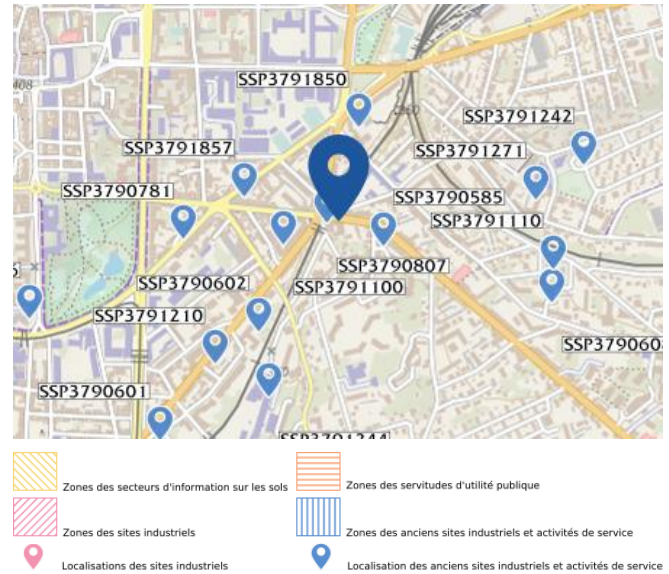 SSP3791850
408
SSP3791242
SSP3791857
SSP3791271
SSP3790781
SSP3790585
SSP3791110
SSP3790807
SSP3790602
SSP3791100
SSP3791210
SSP379060
SSP3790601
SSP3791244
Zones des secteurs d'information sur les sols
Zones des servitudes d'utilité publique
Zones des sites industriels
Zones des anciens sites industriels et activités de service
Localisations des sites industriels
Localisation des anciens sites industriels et activités de service